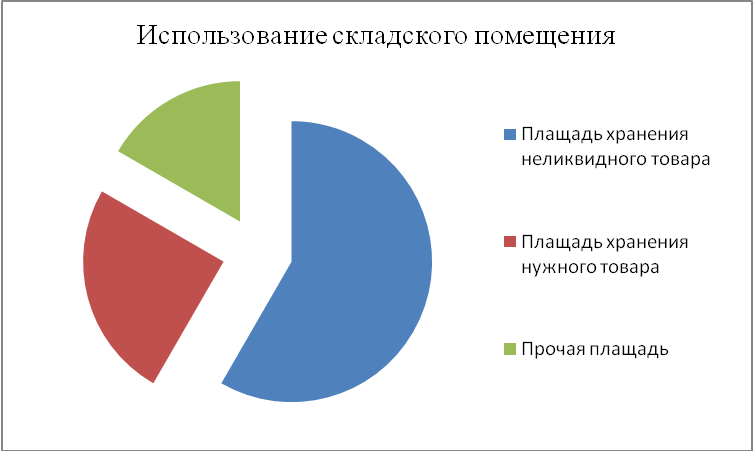 Использование складского помещения
Плащадь хранения
неликвидного товара
Плащадь хранения
нужного товара
Прочая плащадь